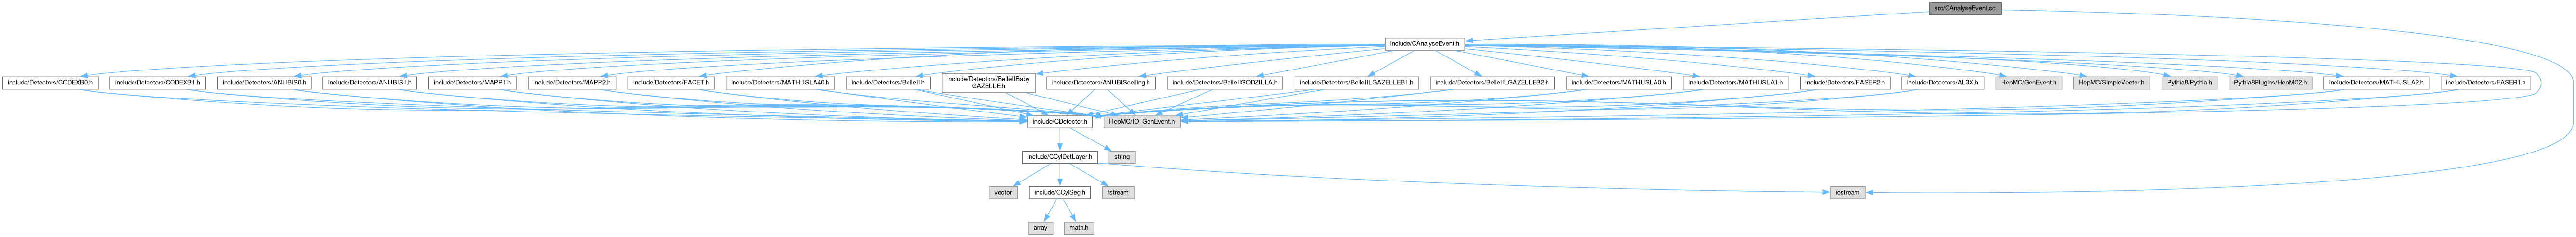 src/CAnalyseEvent.cc
include/CAnalyseEvent.h
include/Detectors/CODEXB0.h
include/Detectors/CODEXB1.h
include/Detectors/ANUBIS0.h
include/Detectors/ANUBIS1.h
include/Detectors/MAPP1.h
include/Detectors/MAPP2.h
include/Detectors/FACET.h
include/Detectors/MATHUSLA40.h
include/Detectors/BelleII.h
include/Detectors/BelleIIBaby
GAZELLE.h
include/Detectors/ANUBISceiling.h
include/Detectors/BelleIIGODZILLA.h
include/Detectors/BelleIILGAZELLEB1.h
include/Detectors/BelleIILGAZELLEB2.h
include/Detectors/MATHUSLA0.h
include/Detectors/MATHUSLA1.h
include/Detectors/FASER2.h
include/Detectors/AL3X.h
HepMC/GenEvent.h
HepMC/SimpleVector.h
Pythia8/Pythia.h
Pythia8Plugins/HepMC2.h
include/Detectors/MATHUSLA2.h
include/Detectors/FASER1.h
include/CDetector.h
HepMC/IO_GenEvent.h
include/CCylDetLayer.h
string
vector
include/CCylSeg.h
fstream
iostream
array
math.h